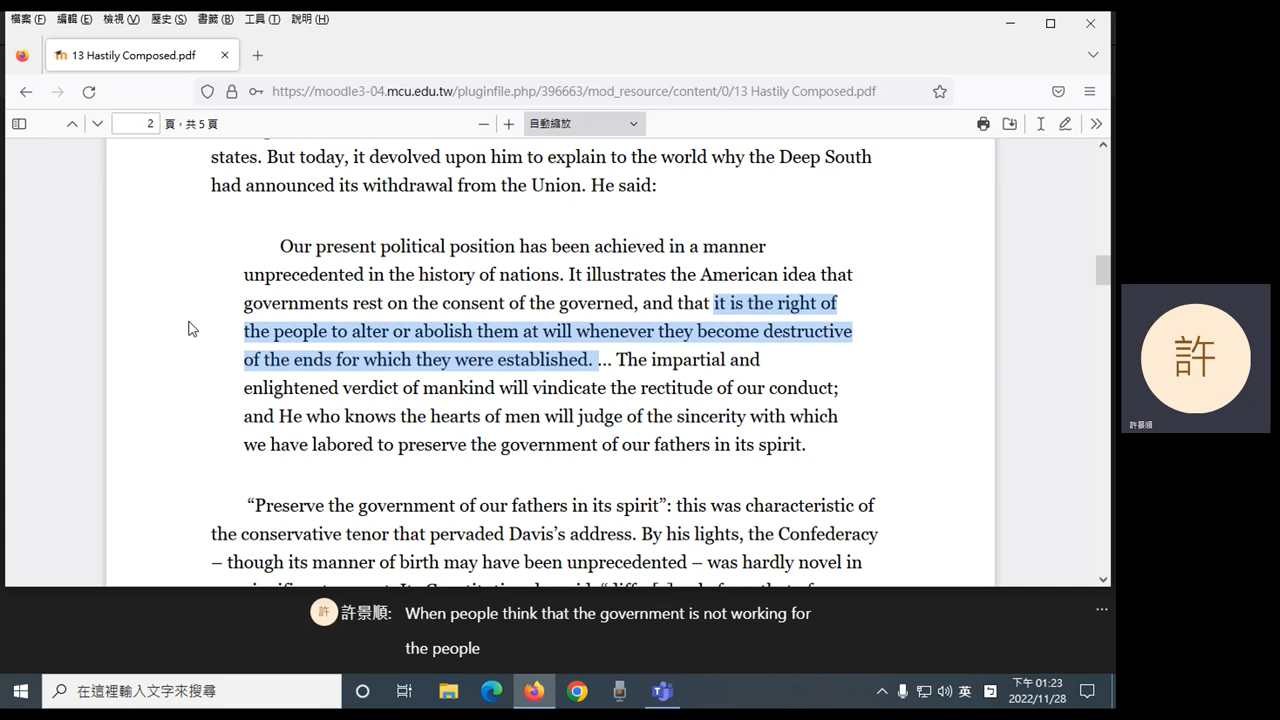 檔案 (F) 編輯 (E) 檢視 (V) 歷史 (S) 書籤 (B) 工具 (T) 說明 (H)
13 Hastily Composed.pdf
https://moodle3-04.mcu.edu.tw/pluginfile.php/396663/mod_resource/content/0/13 Hastily Composed.pdf
2 頁，共 5 頁 自動縮放
states. But today, it devolved upon him to explain to the world why the Deep South
had announced its withdrawal from the Union. He said:
Our present political position has been achieved in a manner
unprecedented in the history of nations. It illustrates the American idea that
governments rest on the consent of the governed, and that it is the right of
the people to alter or abolish them at will whenever they become destructive
of the ends for which they were established. ... The impartial and
enlightened verdict of mankind will vindicate the rectitude of our conduct;
and He who knows the hearts of men will judge of the sincerity with which
we have labored to preserve the government of our fathers in its spirit.
“Preserve the government of our fathers in its spirit”: this was characteristic of
the conservative tenor that pervaded Davis’s address. By his lights, the Confederacy
– though its manner of birth may have been unprecedented – was hardly novel in
許
許景順
許 許景順: When people think that the government is not working for
the people
在這裡輸入文字來搜尋
英
下午 01:23
2022/11/28